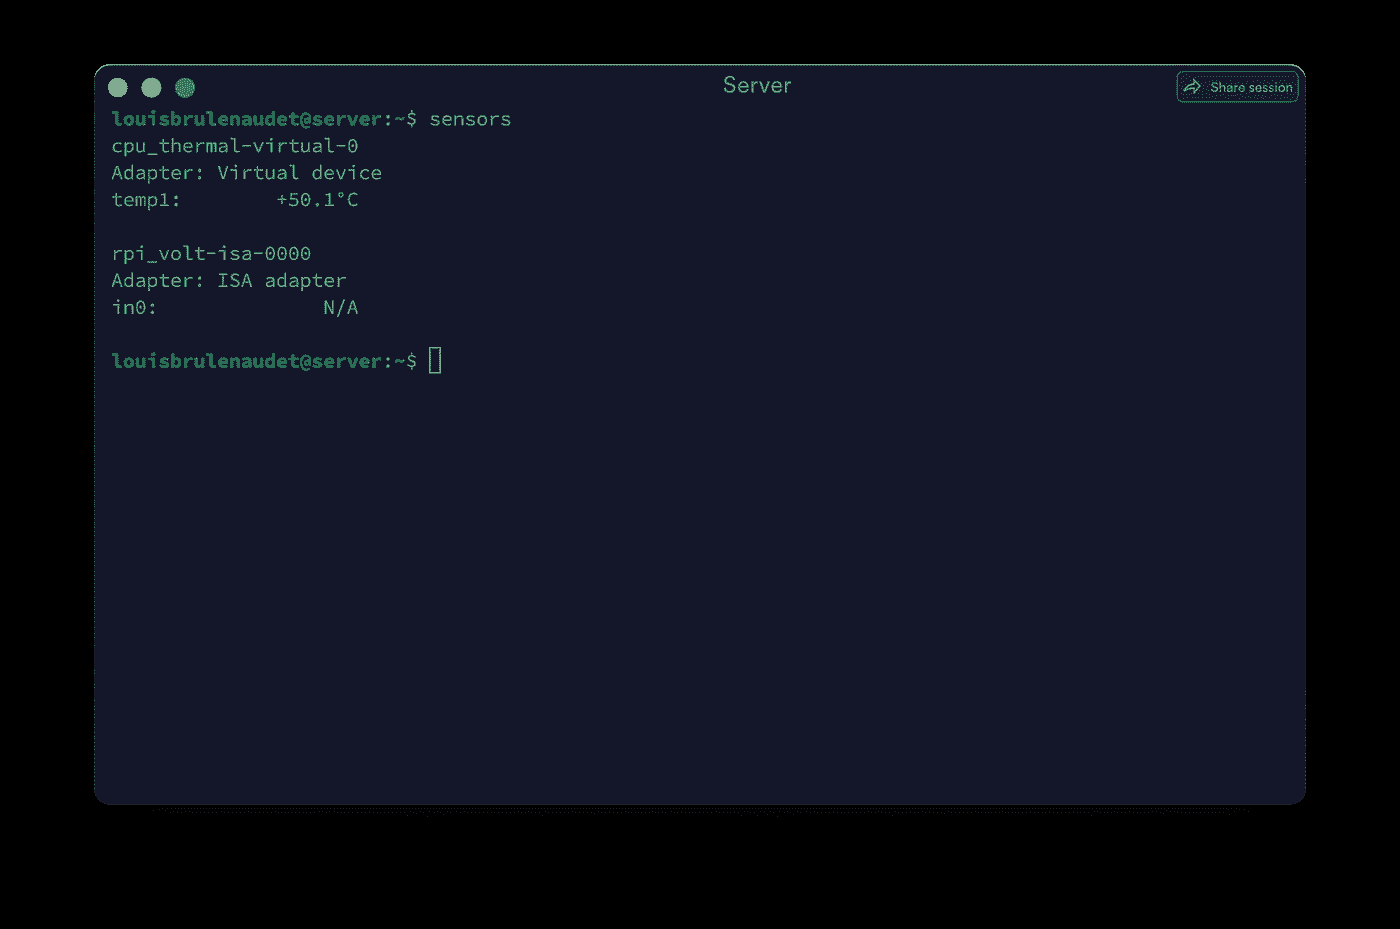 Server
Share session
louisbrulenaudet@server:~$ sensors
cpu_thermal-virtual-0
Adapter: Virtual device
temp1:         +50.1°C
rpi_volt-isa-0000
Adapter: ISA adapter
in0:              N/A
louisbrulenaudet@server:~$